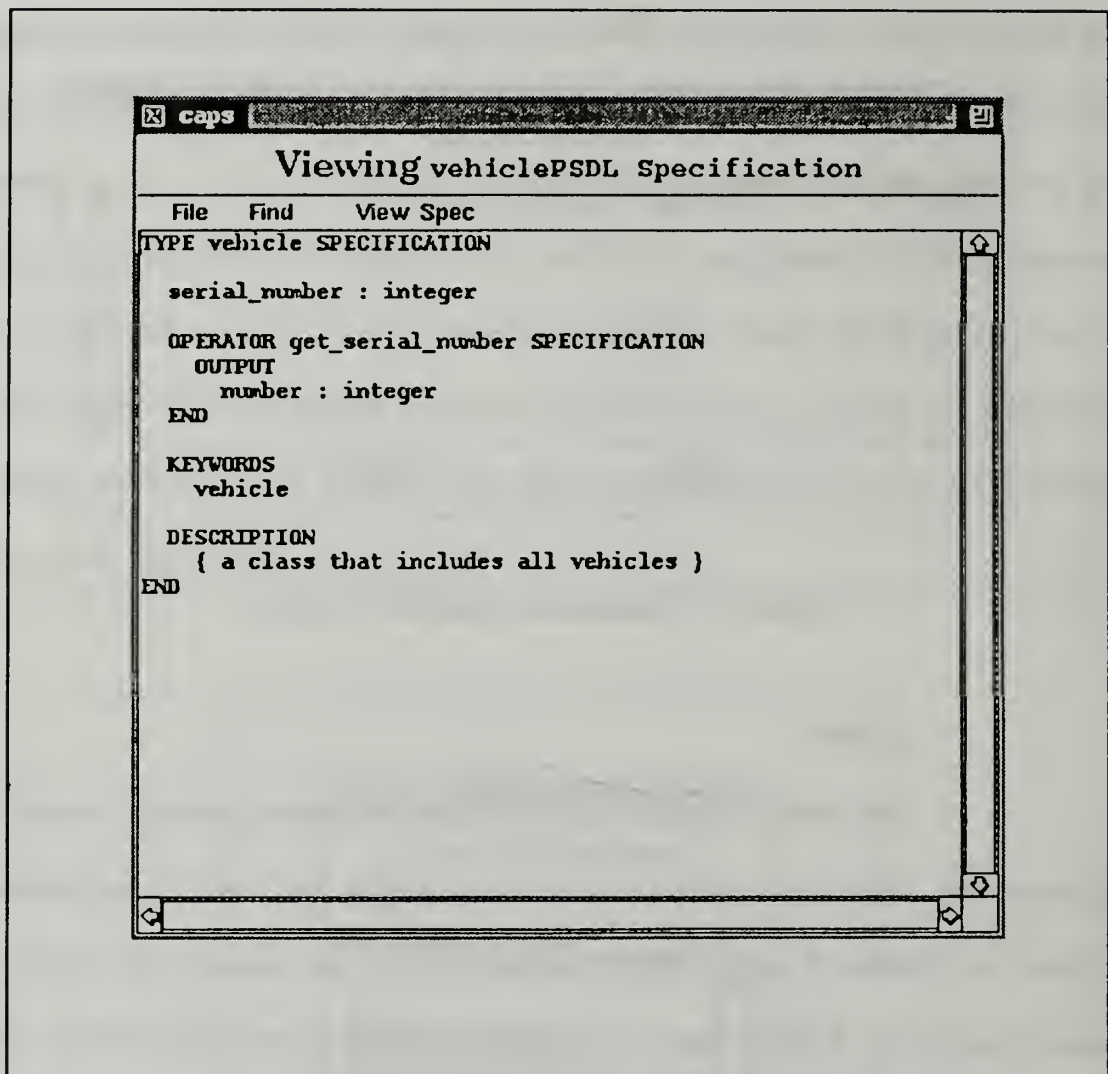 caps
Viewing vehiclePSDL Specification
File Find View Spec
TYPE vehicle SPECIFICATION
serial_number : integer
OPERATOR get_serial_number SPECIFICATION
OUTPUT
number : integer
END
KEYWORDS
vehicle
DESCRIPTION
{ a class that includes all vehicles }
END